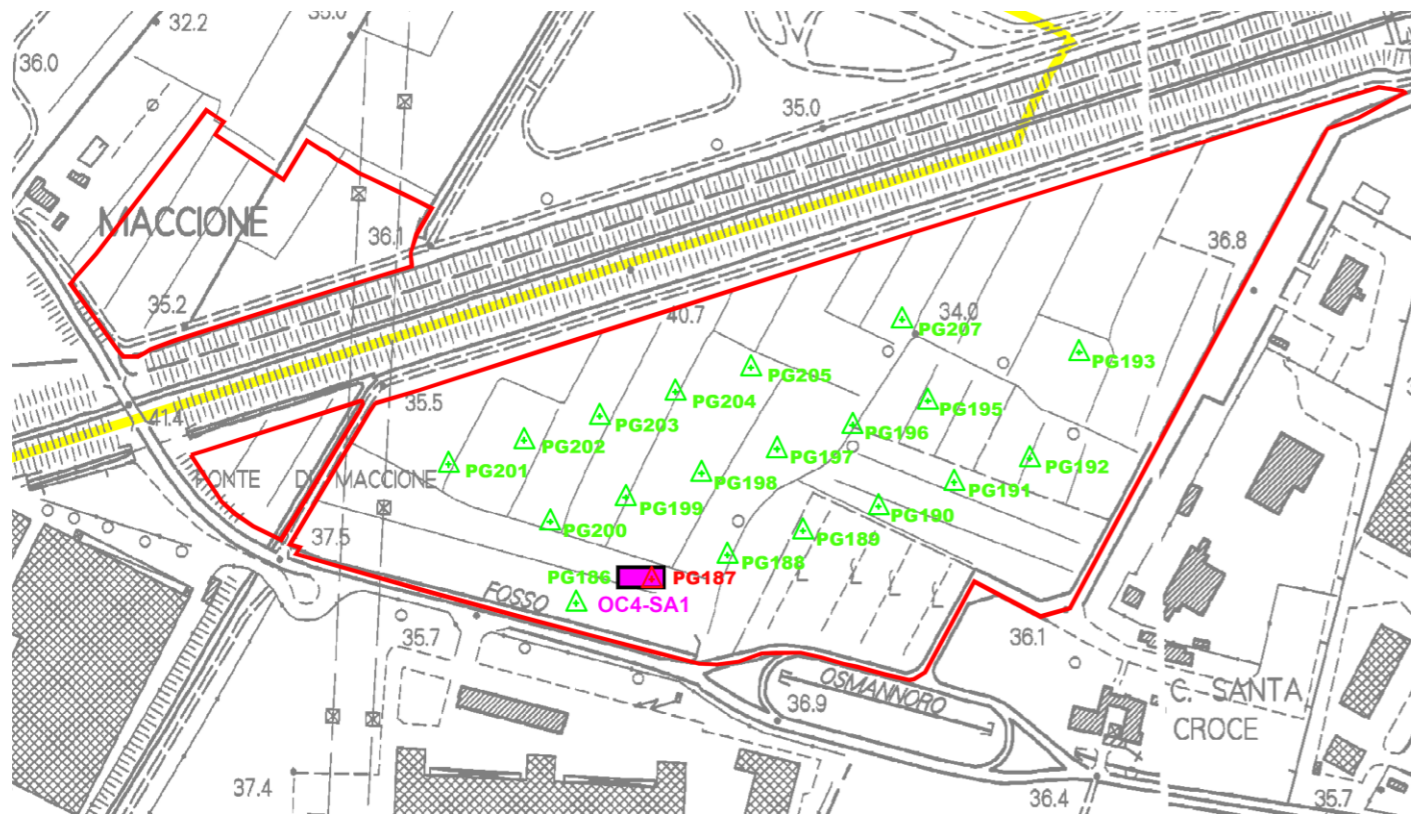 32.2
35.0
36.0
35.0
MACCIONE
36.1
36.8
35.2
40.7
34.0
PG207
PG193
PG205
PG204
35.5
PG195
41.4
PG203
PG196
PG202
PG197
PG192
PG201
PONTE DI MACCIONE
PG198
PG191
PG199
PG190
37.5
PG200
PG189
PG188
L L L L
PG186
PG187
FOSSO
OC4-SA1
35.7
36.1
OSMANNORO
C. SANTA
36.9
CROCE
37.4
36.4
35.7